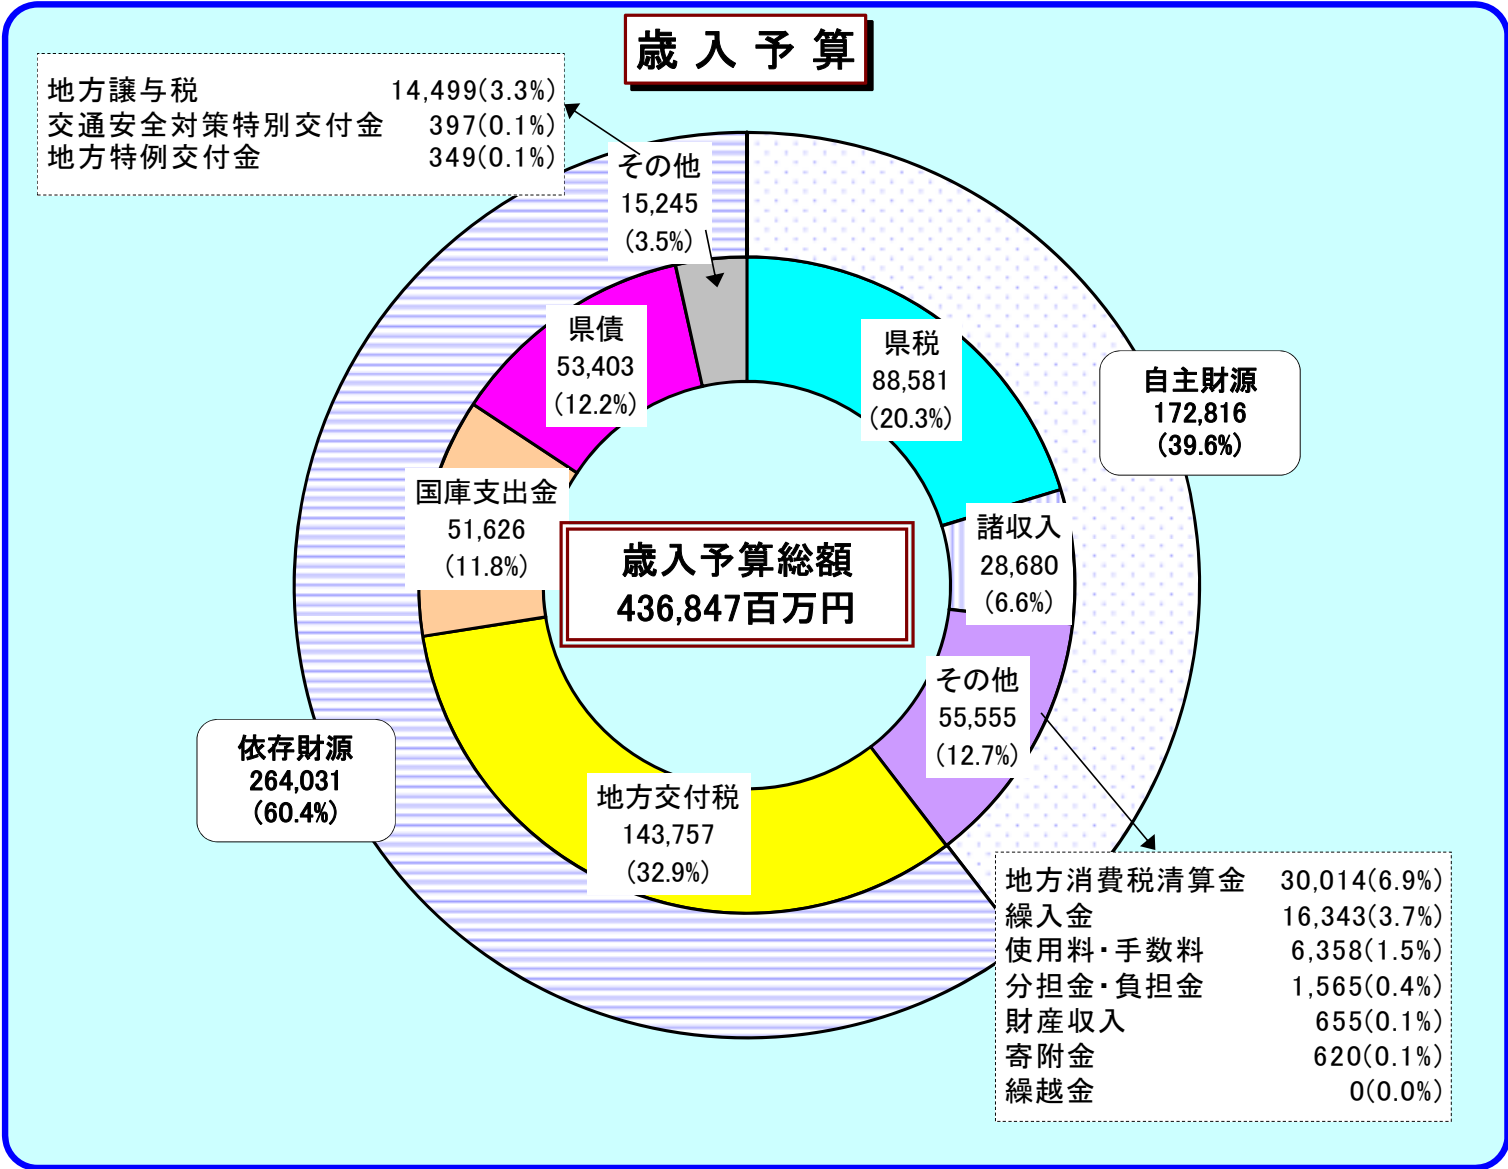 歳入予算
地方譲与税 14,499(3.3%)
交通安全対策特別交付金 397(0.1%)
地方特例交付金 349(0.1%)
その他
15,245
(3.5%)
県債
53,403
(12.2%)
県税
88,581
(20.3%)
自主財源
172,816
(39.6%)
国庫支出金
51,626
(11.8%)
歳入予算総額
436,847百万円
諸収入
28,680
(6.6%)
その他
55,555
(12.7%)
依存財源
264,031
(60.4%)
地方交付税
143,757
(32.9%)
地方消費税清算金 30,014(6.9%)
繰入金 16,343(3.7%)
使用料・手数料 6,358(1.5%)
分担金・負担金 1,565(0.4%)
財産収入 655(0.1%)
寄附金 620(0.1%)
繰越金 0(0.0%)